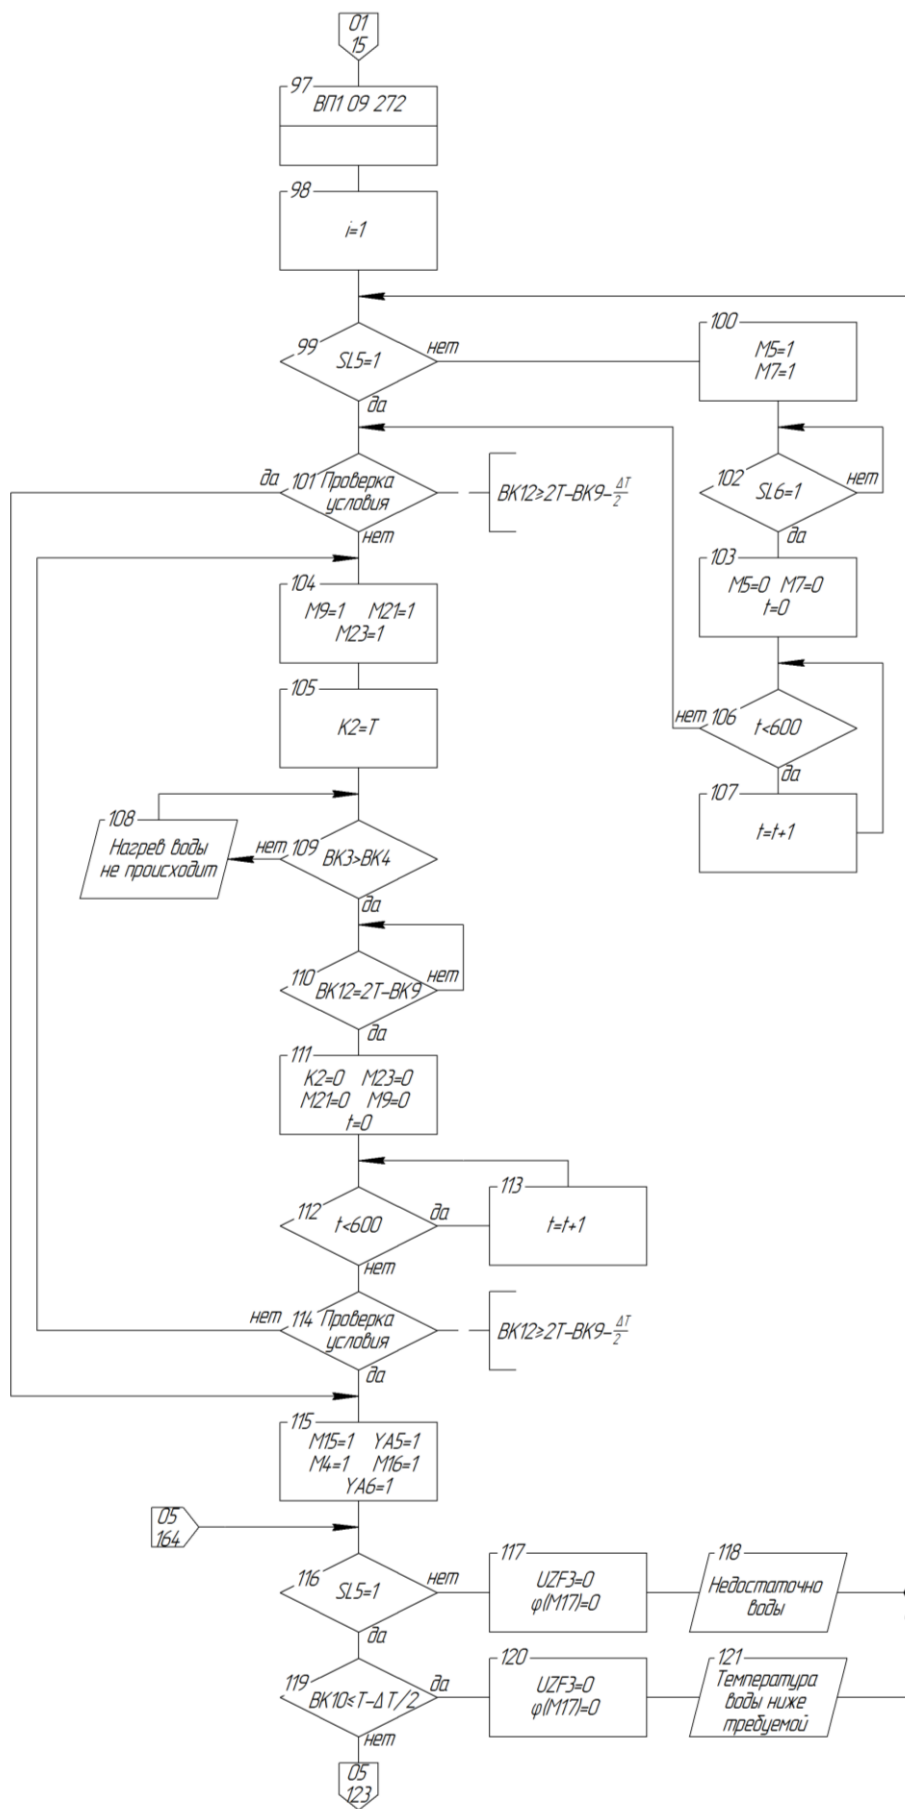 01
15
97
ВП1 09 272
98
i=1
99
SL5=1
нет
да
100
M5=1
M7=1
да
101
Проверка
условия
нет
BK12≥2T-BK9-ΔT/2
102
SL6=1
нет
да
103
M5=0 M7=0
t=0
104
M9=1 M21=1
M23=1
105
K2=T
нет
106
t<600
да
107
t=t+1
108
Нагрев воды
не происходит
нет
109
BK3>BK4
да
110
BK12=2T-BK9
нет
да
111
K2=0 M23=0
M21=0 M9=0
t=0
112
t<600
да
нет
113
t=t+1
нет
114
Проверка
условия
да
BK12≥2T-BK9-ΔT/2
115
M15=1 YA5=1
M4=1 M16=1
YA6=1
05
164
116
SL5=1
нет
да
117
UZF3=0
φ(M17)=0
118
Недостаточно
воды
119
BK10≤T-ΔT/2
да
нет
120
UZF3=0
φ(M17)=0
121
Температура
воды ниже
требуемой
05
123